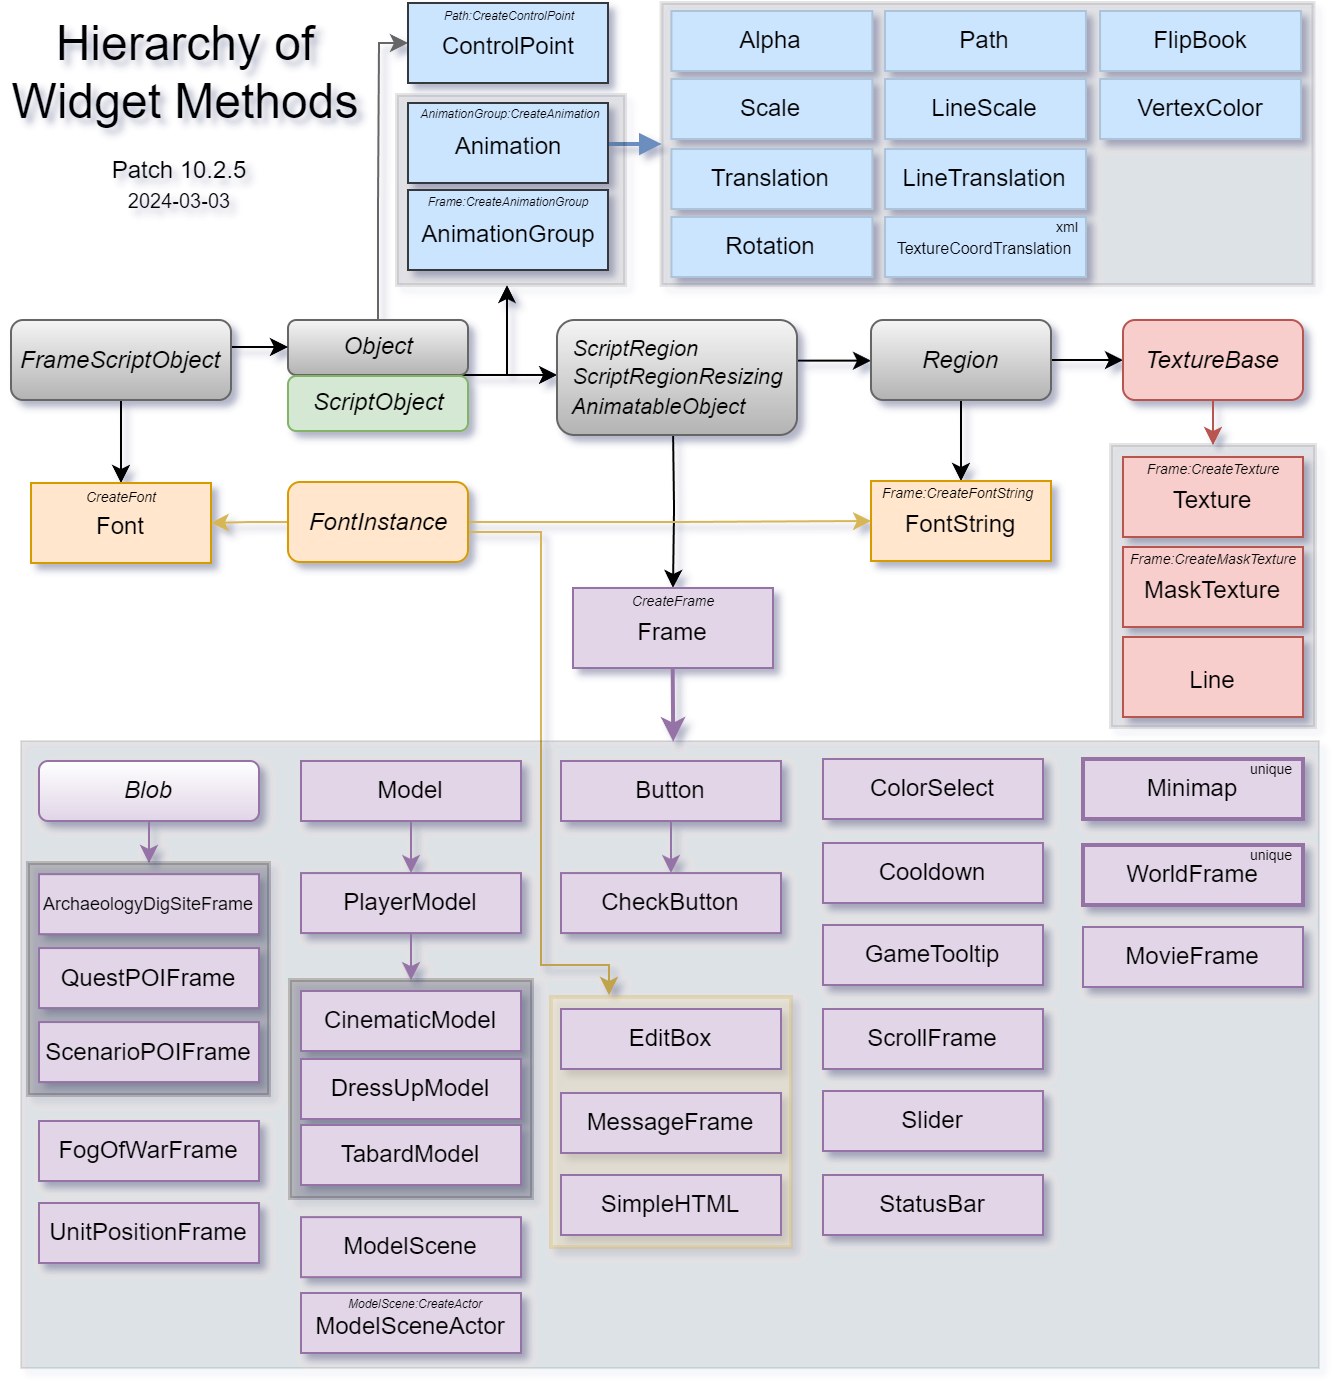 Hierarchy of
Widget Methods
Patch 10.2.5
2024-03-03
Path:CreateControlPoint
ControlPoint
AnimationGroup:CreateAnimation
Animation
Frame:CreateAnimationGroup
AnimationGroup
Alpha
Path
FlipBook
Scale
LineScale
VertexColor
Translation
LineTranslation
Rotation
xml
TextureCoordTranslation
FrameScriptObject
Object
ScriptObject
ScriptRegion
ScriptRegionResizing
AnimatableObject
Region
TextureBase
CreateFont
Font
FontInstance
Frame:CreateFontString
FontString
Frame:CreateTexture
Texture
Frame:CreateMaskTexture
MaskTexture
Line
CreateFrame
Frame
Blob
ArchaeologyDigSiteFrame
QuestPOIFrame
ScenarioPOIFrame
FogOfWarFrame
UnitPositionFrame
Model
PlayerModel
CinematicModel
DressUpModel
TabardModel
ModelScene
ModelScene:CreateActor
ModelSceneActor
Button
CheckButton
EditBox
MessageFrame
SimpleHTML
ColorSelect
Cooldown
GameTooltip
ScrollFrame
Slider
StatusBar
unique
Minimap
unique
WorldFrame
MovieFrame